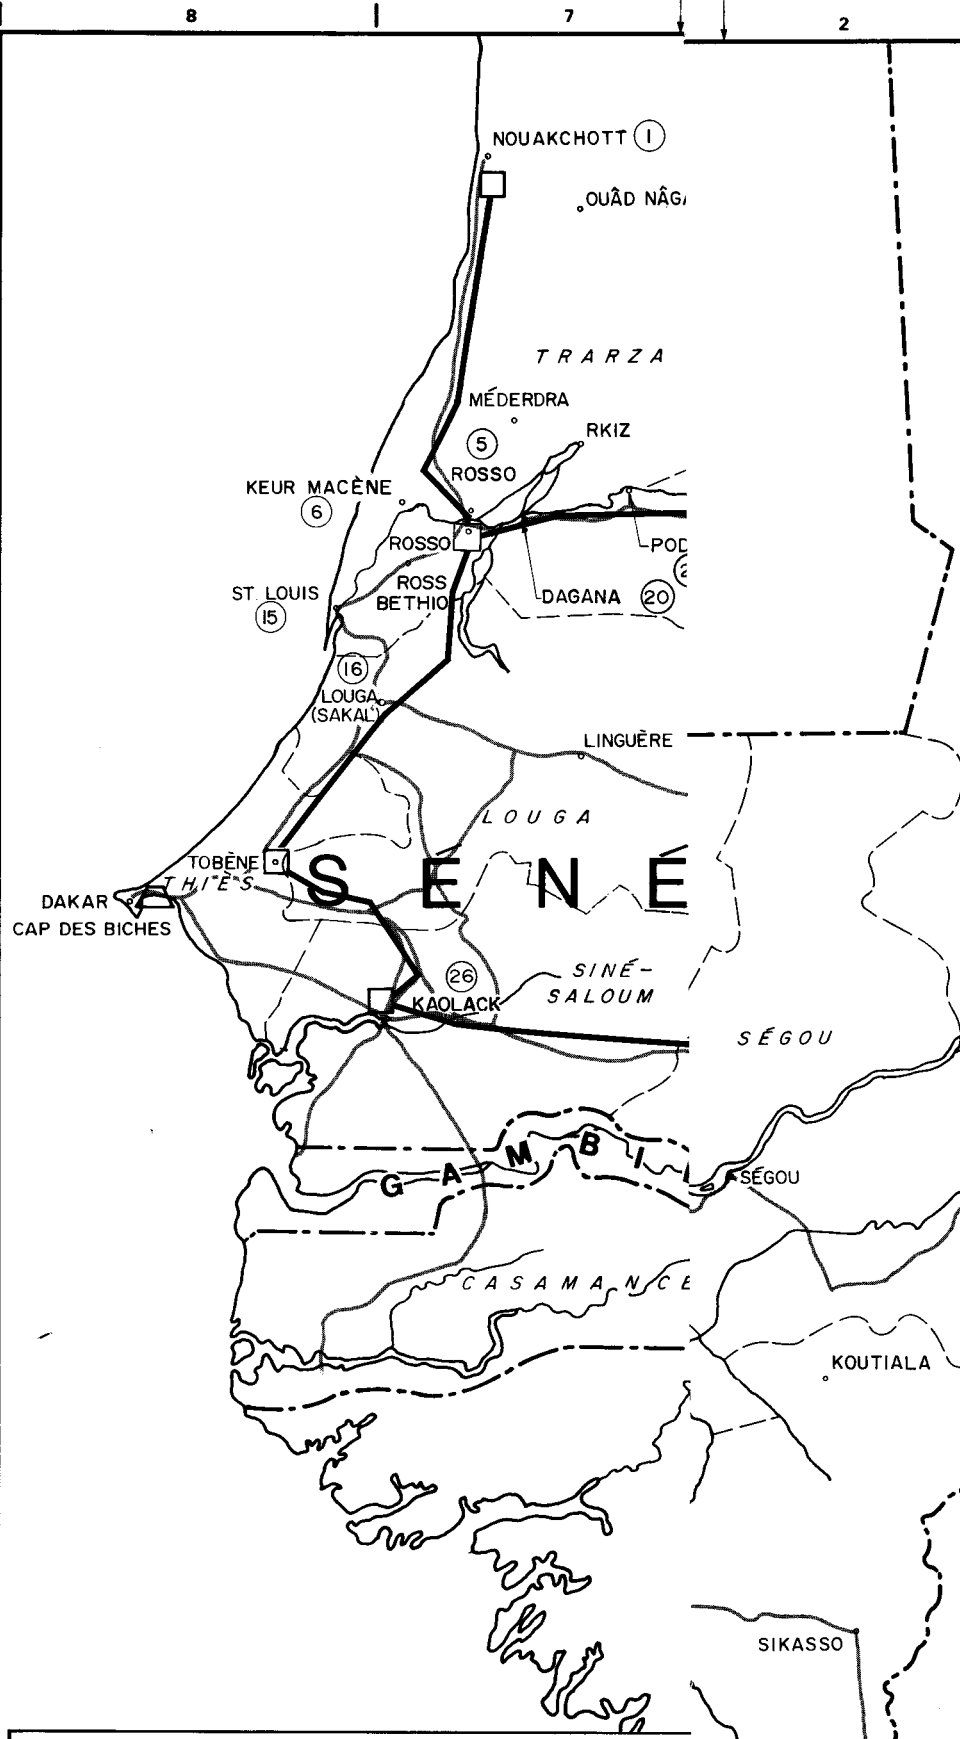 8 7 2
NOUAKCHOTT 1
OUÂD NÂG
TRARZA
MÉDERDRA
5
RKIZ
ROSSO
KEUR MACÈNE
6
ROSSO
POD
ROSS
BETHIO
DAGANA 20
ST. LOUIS
15
16
LOUGA
(SAKAL)
LINGUÈRE
LOUGA
TOBÈNE
THIÈS
SENÉ
DAKAR
CAP DES BICHES
26
KAOLACK
SINÉ-
SALOUM
SÉGOU
GAMBI
SÉGOU
CASAMANCE
KOUTIALA
SIKASSO